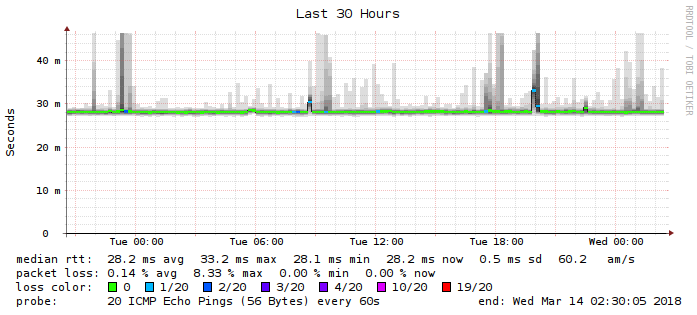 Last 30 Hours
RRDTOOL / TOBI OETIKER
Seconds
40 m
30 m
20 m
10 m
0
Tue 00:00 Tue 06:00 Tue 12:00 Tue 18:00 Wed 00:00
median rtt: 28.2 ms avg 33.2 ms max 28.1 ms min 28.2 ms now 0.5 ms sd 60.2 am/s
packet loss: 0.14 % avg 8.33 % max 0.00 % min 0.00 % now
loss color: 0 1/20 2/20 3/20 4/20 10/20 19/20
probe: 20 ICMP Echo Pings (56 Bytes) every 60s end: Wed Mar 14 02:30:05 2018